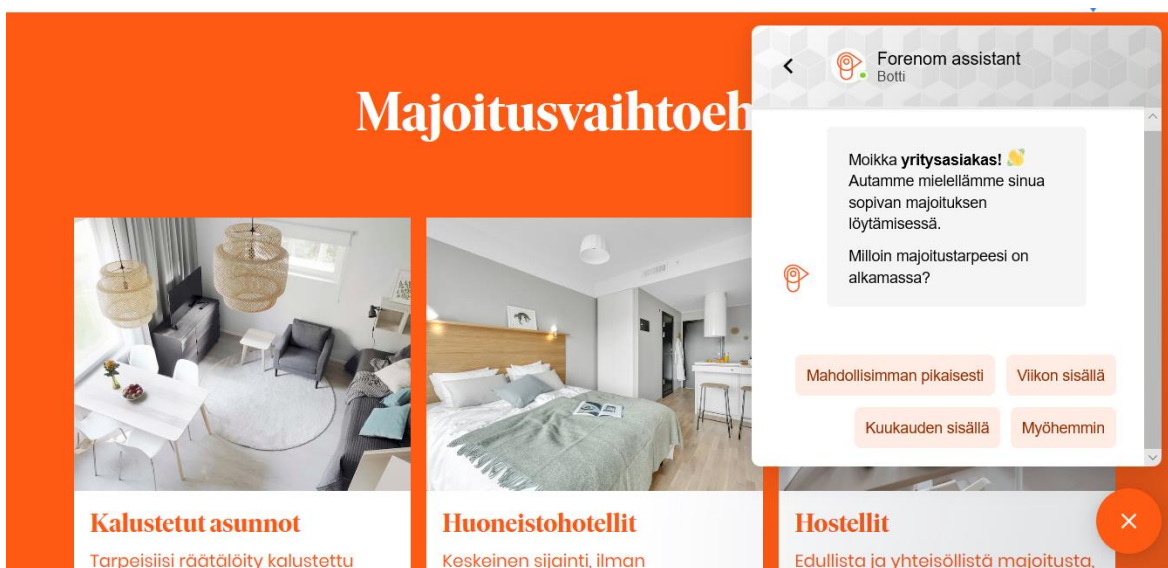 Majoitusvaihtoeh
Forenom assistant
Botti
Moikka yritysasiakas! 👋
Autamme mielellämme sinua
sopivan majoituksen
löytämisessä.
Milloin majoitustarpeesi on
alkamassa?
Mahdollisimman pikaisesti
Viikon sisällä
Kuukauden sisällä
Myöhemmin
Kalustetut asunnot
Tarpeisiisi räätälöity kalustettu
Huoneistohotellit
Keskeinen sijainti, ilman
Hostellit
Edullista ja yhteisöllistä majoitusta,